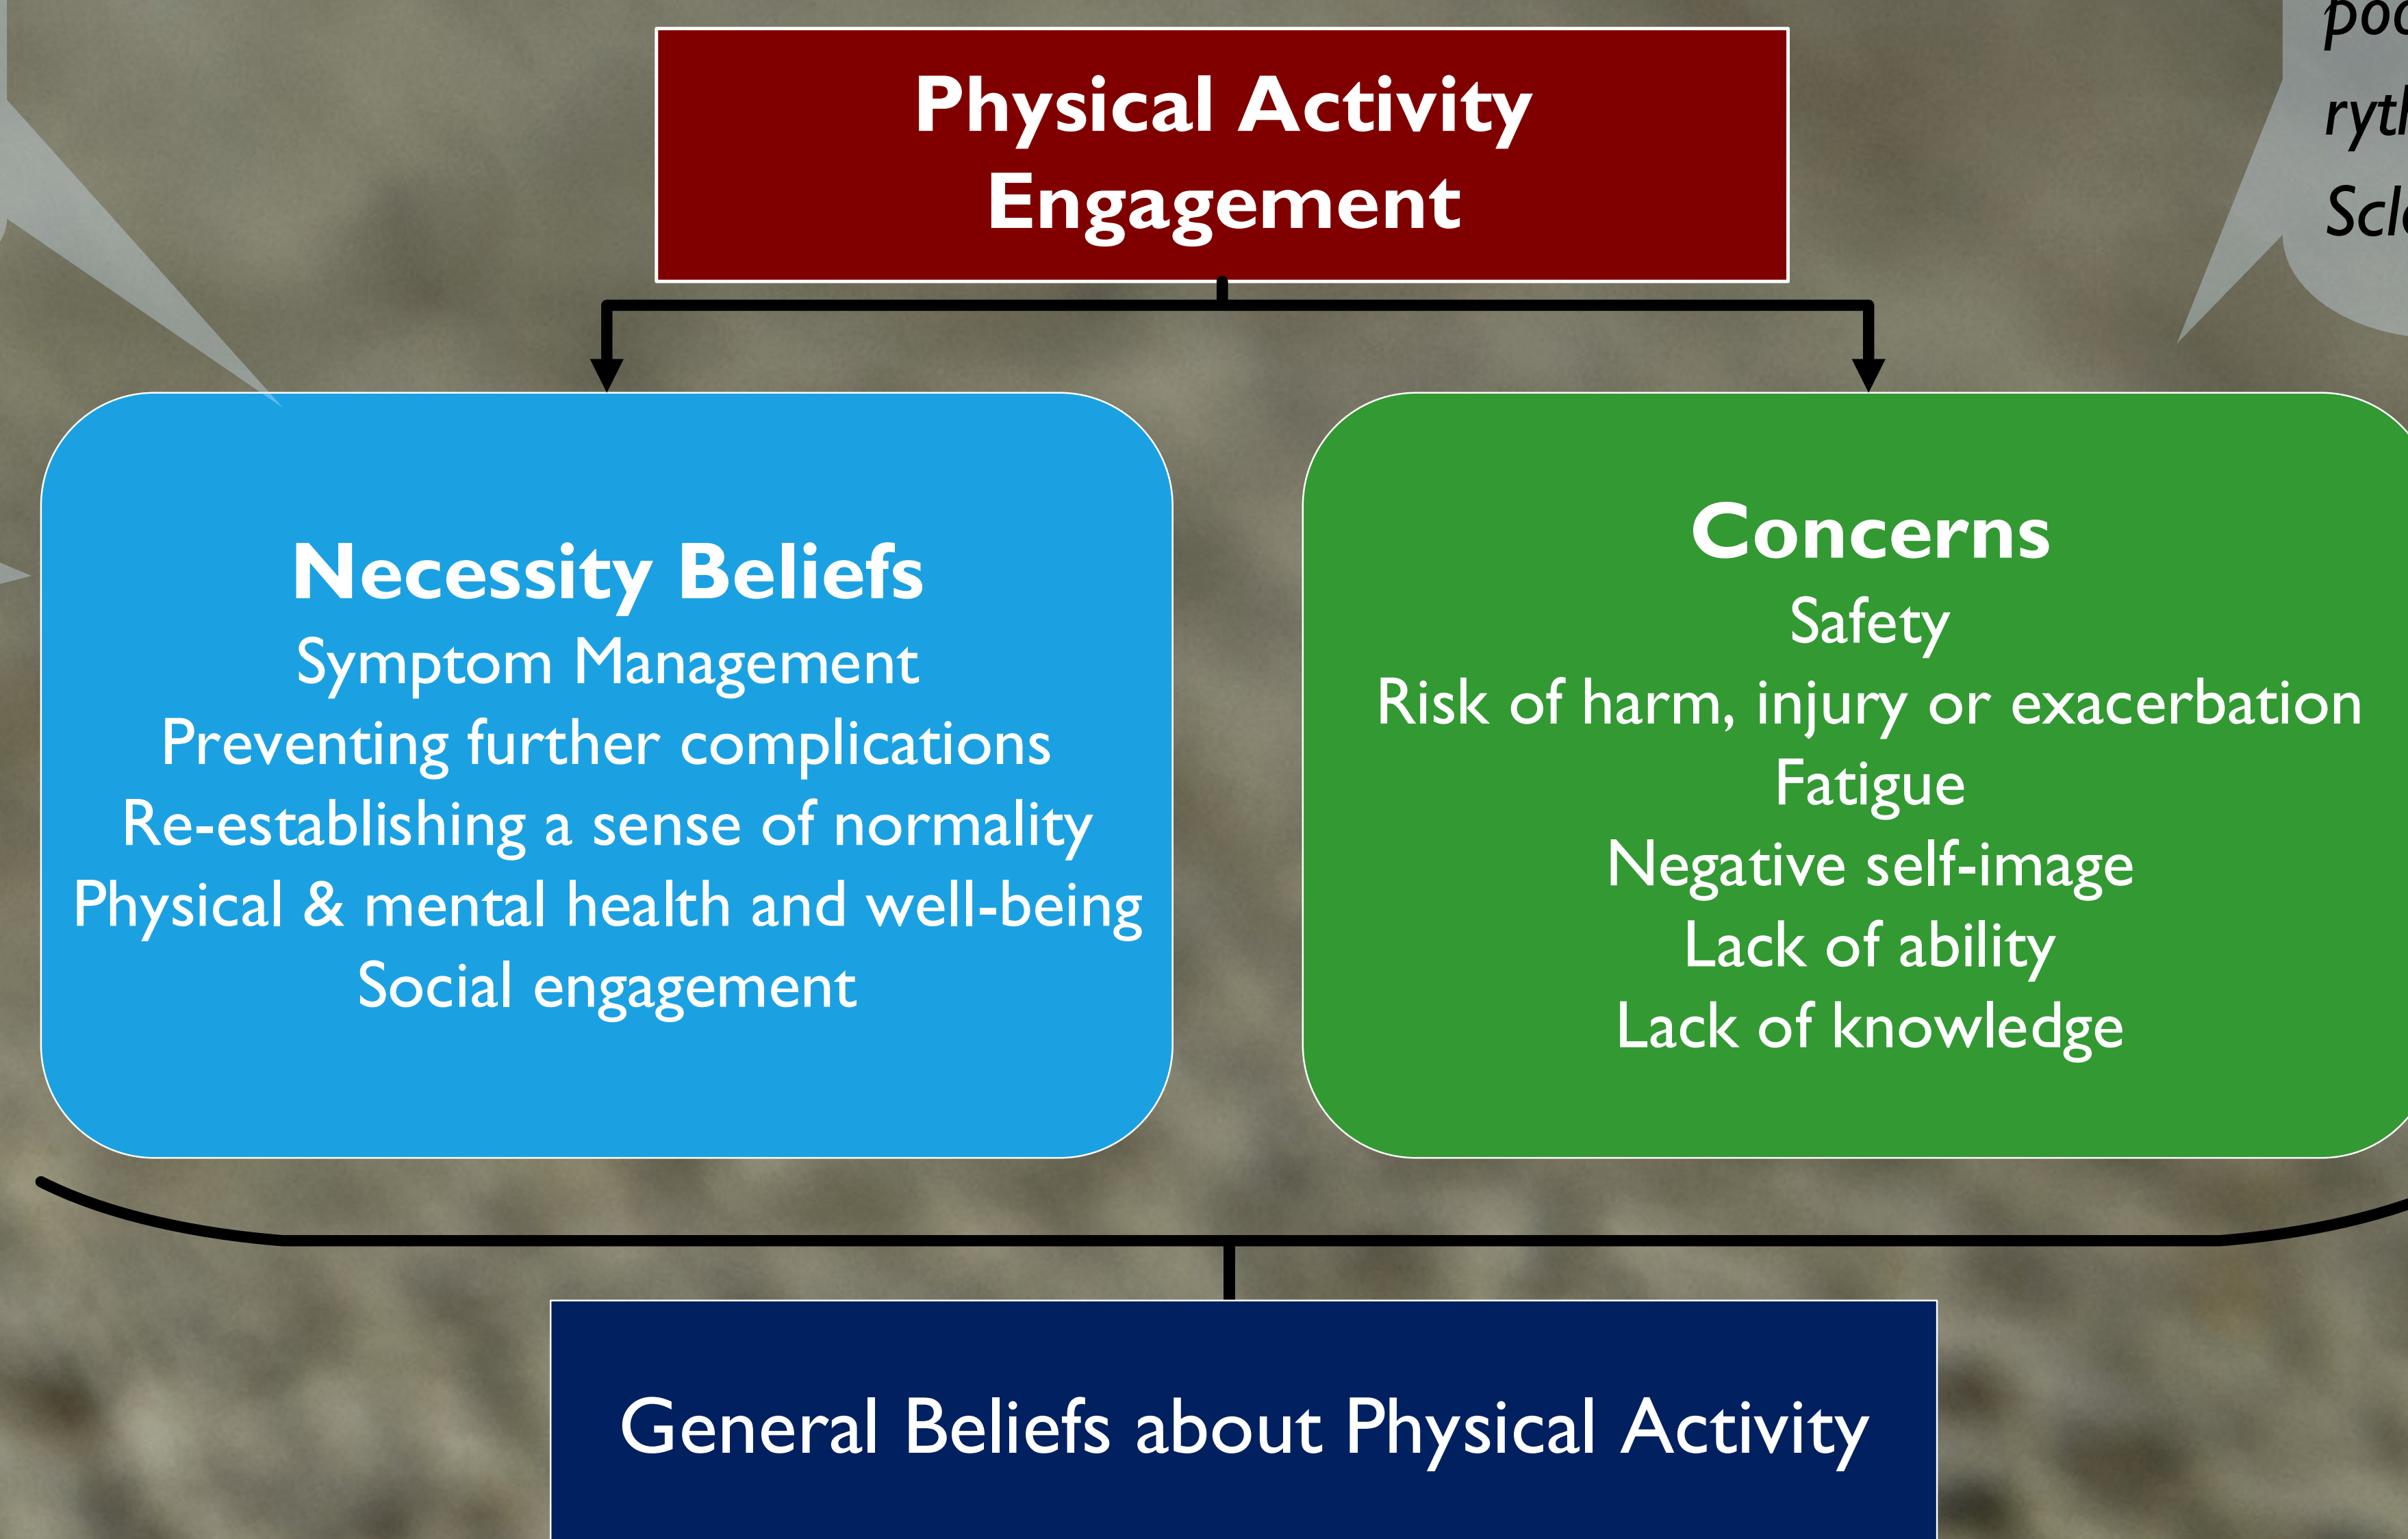 Physical Activity
Engagement
Necessity Beliefs
Symptom Management
Preventing further complications
Re-establishing a sense of normality
Physical & mental health and well-being
Social engagement
Concerns
Safety
Risk of harm, injury or exacerbation
Fatigue
Negative self-image
Lack of ability
Lack of knowledge
General Beliefs about Physical Activity